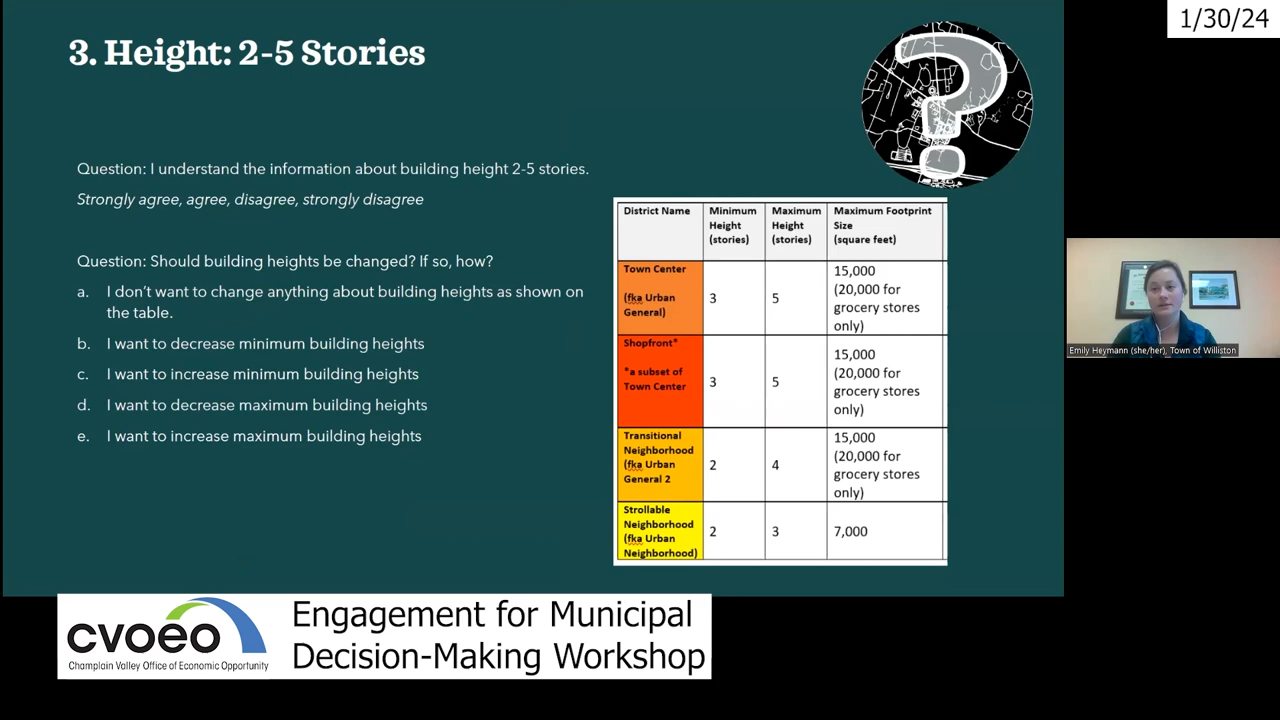 1/30/24
3. Height: 2-5 Stories
?
Question: I understand the information about building height 2-5 stories.
Strongly agree, agree, disagree, strongly disagree
Question: Should building heights be changed? If so, how?
a. I don't want to change anything about building heights as shown on
the table.
b. I want to decrease minimum building heights
c. I want to increase minimum building heights
d. I want to decrease maximum building heights
e. I want to increase maximum building heights
District Name
Minimum
Height
(stories)
Maximum
Height
(stories)
Maximum Footprint
Size
(square feet)
Town Center
(fka Urban
General)
3
5
15,000
(20,000 for
grocery stores
only)
Shopfront*
*a subset of
Town Center
3
5
15,000
(20,000 for
grocery stores
only)
Transitional
Neighborhood
(fka Urban
General 2
2
4
15,000
(20,000 for
grocery stores
only)
Strollable
Neighborhood
(fka Urban
Neighborhood)
2
3
7,000
Emily Heymann (she/her), Town of Williston
cvoeo
Champlain Valley Office of Economic Opportunity
Engagement for Municipal
Decision-Making Workshop